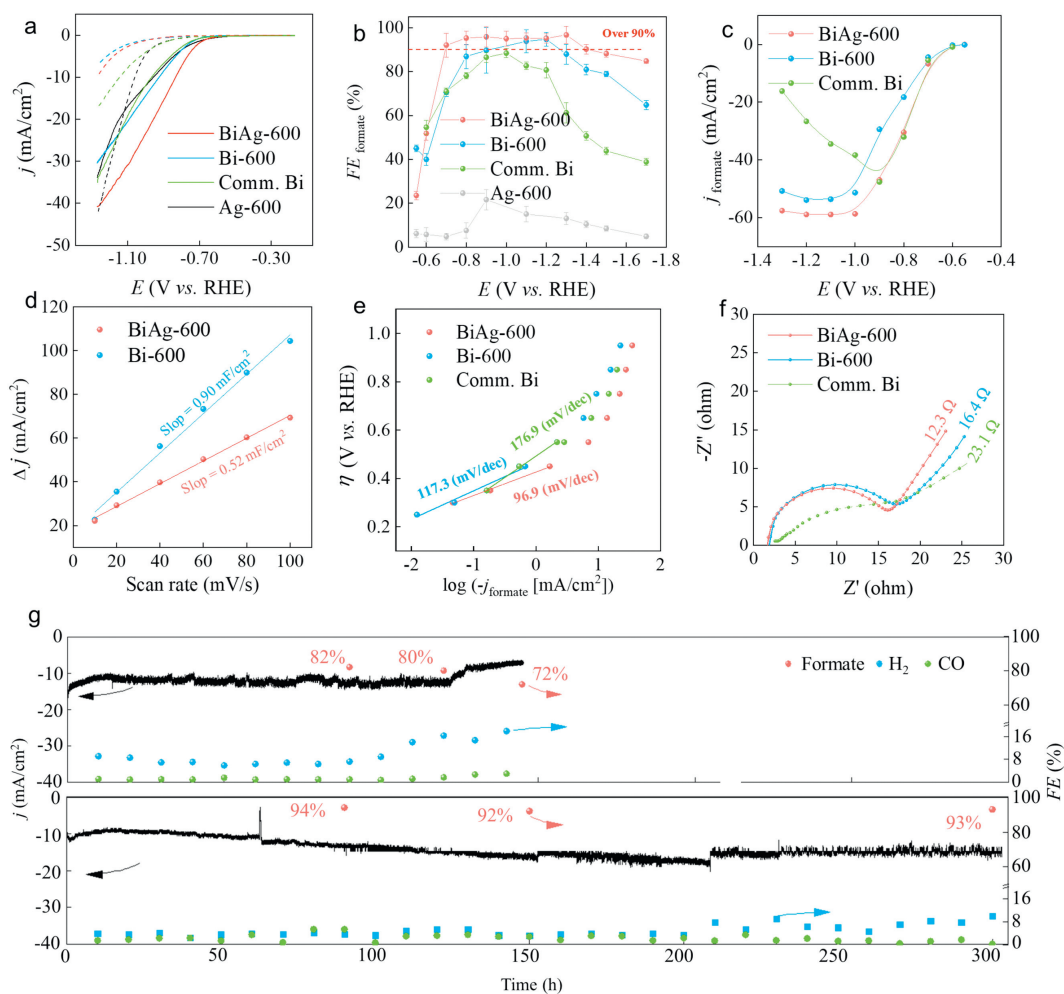 a
j (mA/cm²)
0
-10
-20
-30
-40
-50
BiAg-600
Bi-600
Comm. Bi
Ag-600
-1.10
-0.70
-0.30
E (V vs. RHE)
b
FE formate (%)
100
80
60
40
20
0
Over 90%
BiAg-600
Bi-600
Comm. Bi
Ag-600
-0.6
-0.8
-1.0
-1.2
-1.4
-1.6
-1.8
E (V vs. RHE)
c
j formate (mA/cm²)
0
-20
-40
-60
BiAg-600
Bi-600
Comm. Bi
-1.3
-1.1
-0.9
-0.7
-0.5
E (V vs. RHE)
d
Δ j (mA/cm²)
120
100
80
60
40
20
BiAg-600
Bi-600
Slop = 0.90 mF/cm²
Slop = 0.52 mF/cm²
0
20
40
60
80
100
Scan rate (mV/s)
e
η (V vs. RHE)
1.0
0.8
0.6
0.4
0.2
BiAg-600
Bi-600
Comm. Bi
176.9 (mV/dec)
117.3 (mV/dec)
96.9 (mV/dec)
-2
-1
0
1
2
log (-jformate [mA/cm²])
f
-Z'' (ohm)
30
25
20
15
10
5
0
BiAg-600
Bi-600
Comm. Bi
12.3 Ω
16.4 Ω
23.1 Ω
0
5
10
15
20
25
30
Z' (ohm)
g
j (mA/cm²)
0
-10
-20
-30
-40
82%
80%
72%
Formate
H₂
CO
100
80
60
16
8
0
FE (%)
0
-10
-20
-30
-40
94%
92%
93%
100
80
60
16
8
0
0
50
100
150
200
250
300
Time (h)